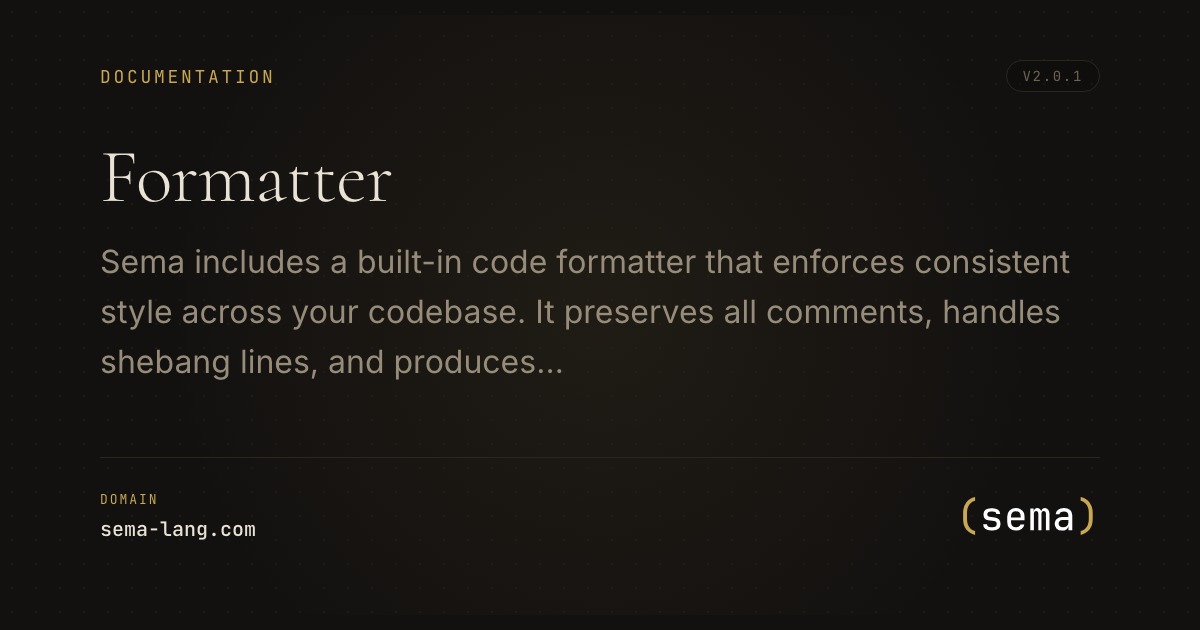 DOCUMENTATION
V2.0.1
Formatter
Sema includes a built-in code formatter that enforces consistent
style across your codebase. It preserves all comments, handles
shebang lines, and produces...
DOMAIN
sema-lang.com
(sema)